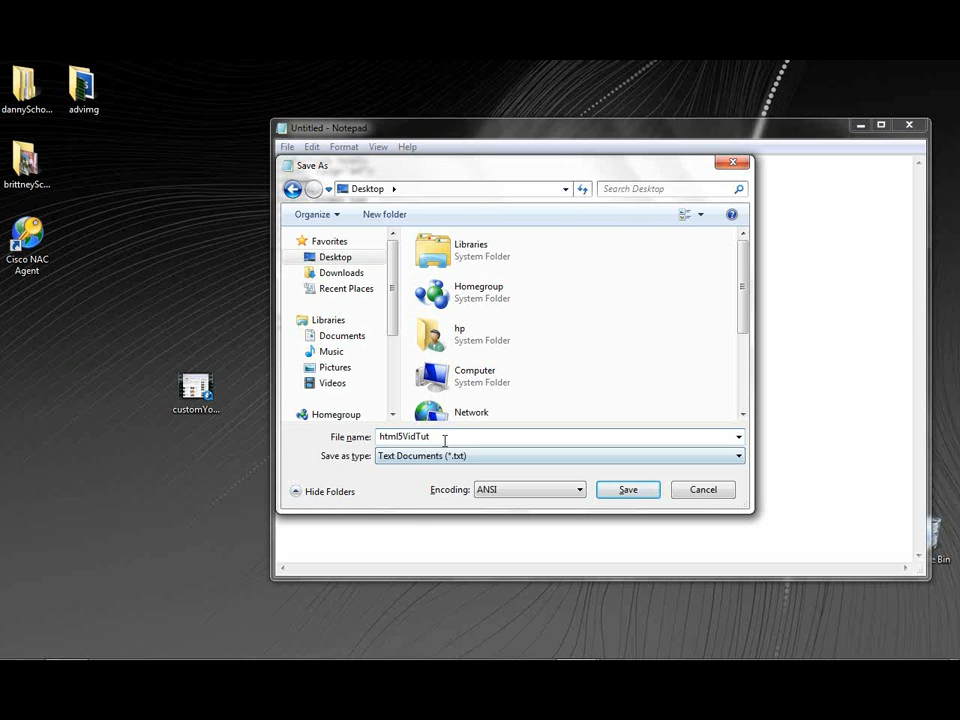 dannyScho...
advimg
brittneySc...
Cisco NAC
Agent
customYo...
e Bin
Untitled - Notepad
File Edit Format View Help
Save As
Desktop
Search Desktop
Organize
New folder
Favorites
Desktop
Downloads
Recent Places
Libraries
Documents
Music
Pictures
Videos
Homegroup
Libraries
System Folder
Homegroup
System Folder
hp
System Folder
Computer
System Folder
Network
File name: html5VidTut
Save as type: Text Documents (*.txt)
Hide Folders
Encoding: ANSI
Save
Cancel